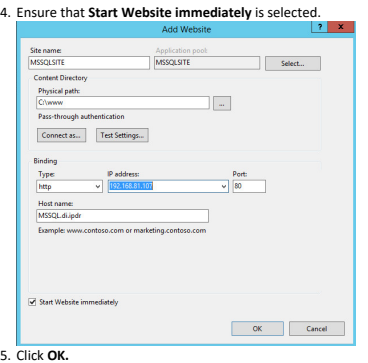 4. Ensure that Start Website immediately is selected.
Add Website
? x
Site name: Application pool:
MSSQLSITE MSSQLSITE Select...
Content Directory
Physical path:
C:\www ...
Pass-through authentication
Connect as... Test Settings...
Binding
Type: IP address: Port:
http 192.168.81.107 80
Host name:
MSSQL.di.ipdr
Example: www.contoso.com or marketing.contoso.com
Start Website immediately
OK Cancel
5. Click OK.